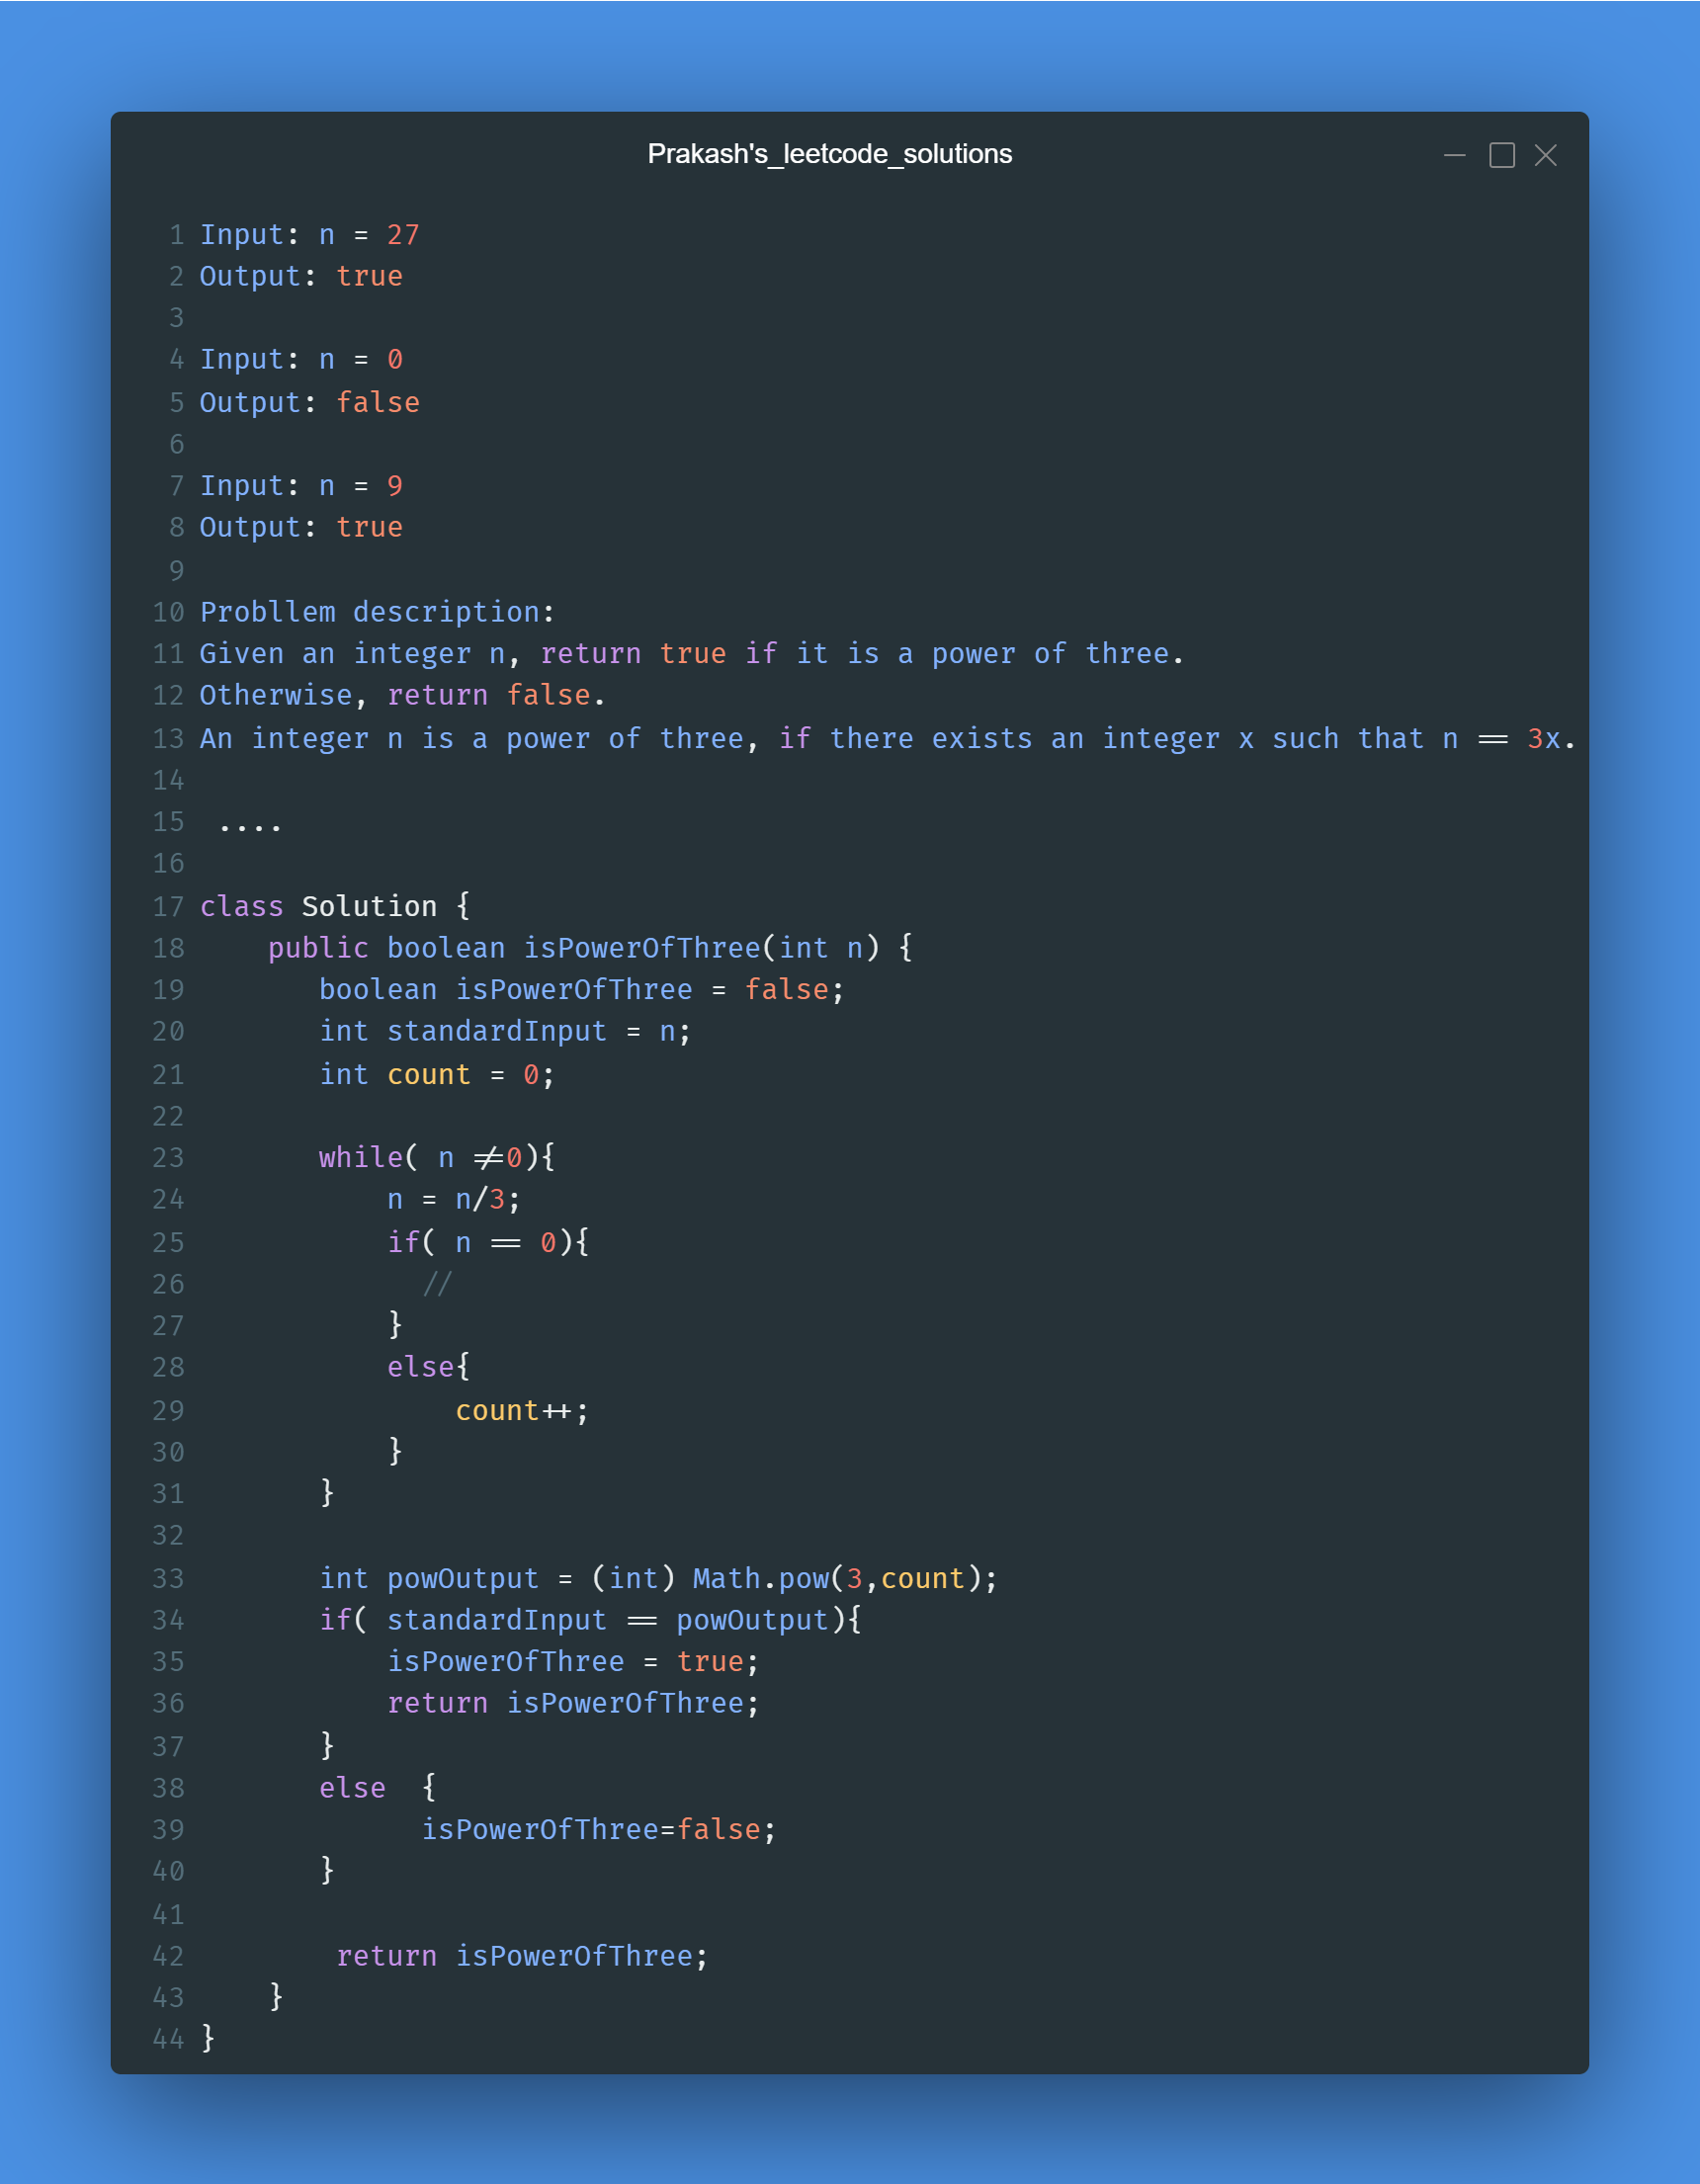 Prakash's_leetcode_solutions
1 Input: n = 27
2 Output: true
3
4 Input: n = 0
5 Output: false
6
7 Input: n = 9
8 Output: true
9
10 Probllem description:
11 Given an integer n, return true if it is a power of three.
12 Otherwise, return false.
13 An integer n is a power of three, if there exists an integer x such that n == 3x.
14
15  ....
16
17 class Solution {
18     public boolean isPowerOfThree(int n) {
19        boolean isPowerOfThree = false;
20        int standardInput = n;
21        int count = 0;
22
23        while( n !=0){
24            n = n/3;
25            if( n == 0){
26              //
27            }
28            else{
29                count++;
30            }
31        }
32
33        int powOutput = (int) Math.pow(3,count);
34        if( standardInput == powOutput){
35            isPowerOfThree = true;
36            return isPowerOfThree;
37        }
38        else  {
39              isPowerOfThree=false;
40        }
41
42         return isPowerOfThree;
43     }
44 }